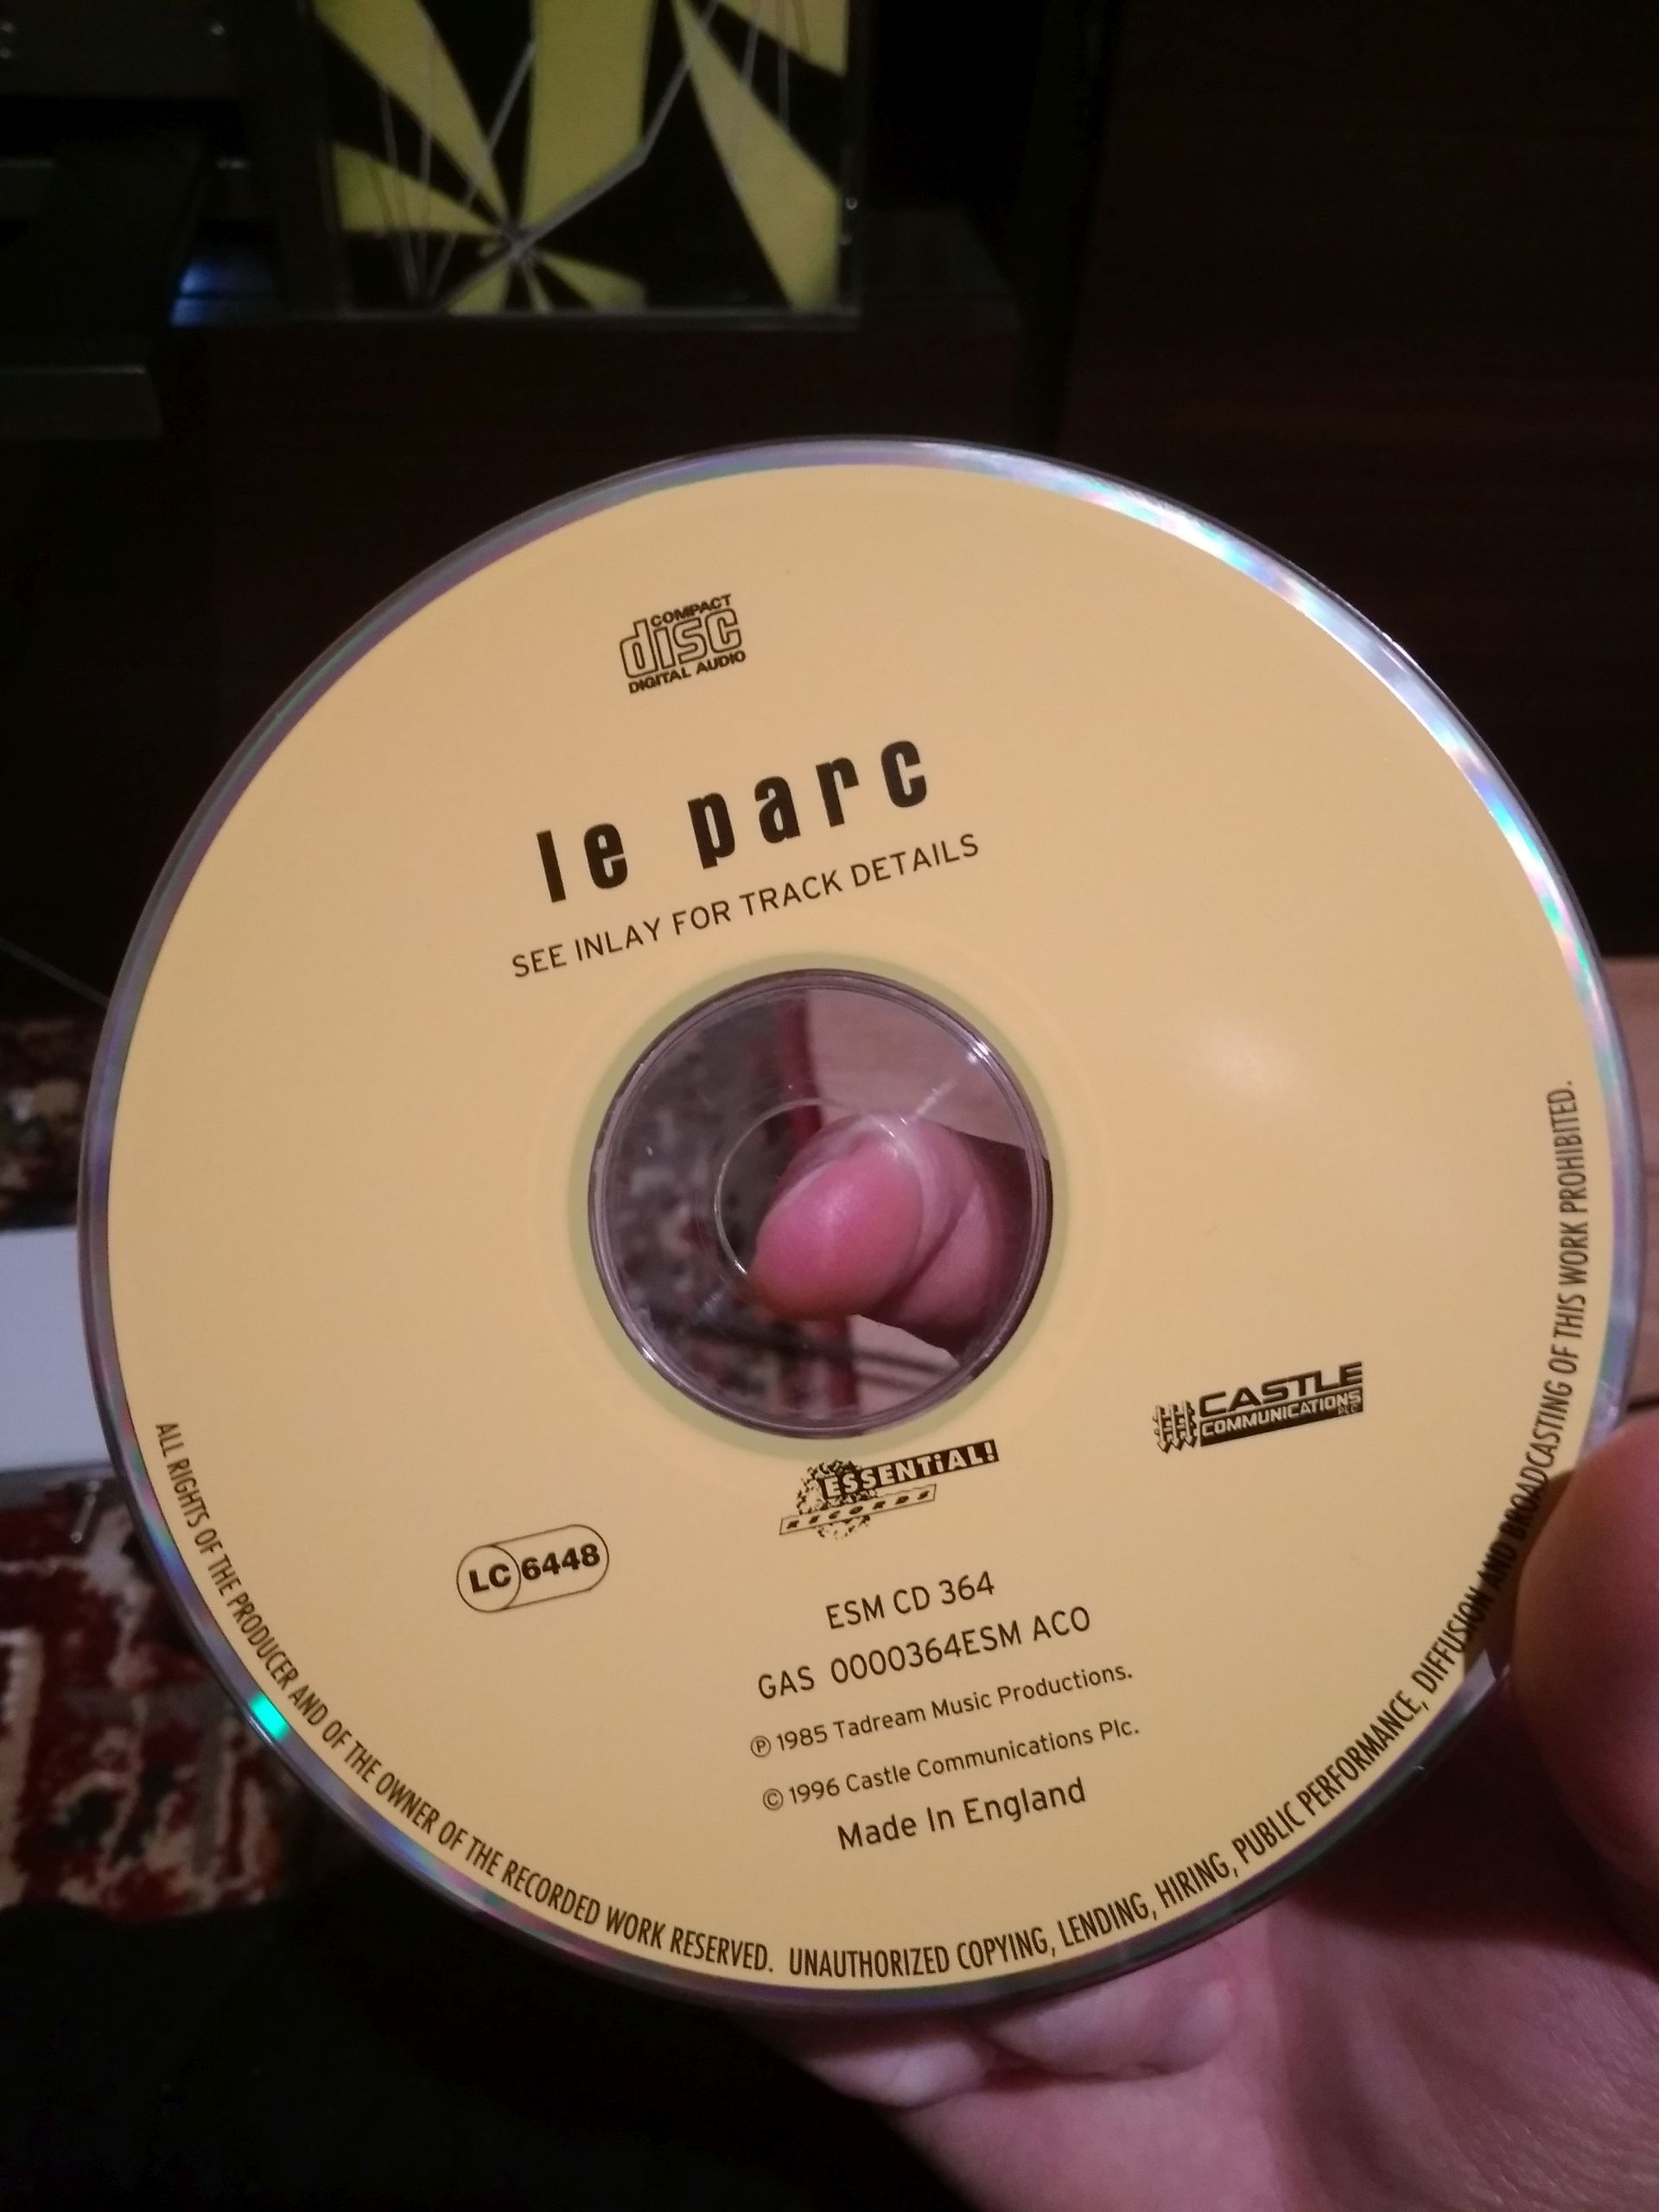 COMPACT
disc
DIGITAL AUDIO
le parc
SEE INLAY FOR TRACK DETAILS
CASTLE
COMMUNICATIONS
PLC
ESSENTiAL!
RECORDS
LC 6448
ESM CD 364
GAS 0000364ESM ACO
℗ 1985 Tadream Music Productions.
© 1996 Castle Communications Plc.
Made In England
ALL RIGHTS OF THE PRODUCER AND OF THE OWNER OF THE RECORDED WORK RESERVED. UNAUTHORIZED COPYING, LENDING, HIRING, PUBLIC PERFORMANCE, DIFFUSION AND BROADCASTING OF THIS WORK PROHIBITED.